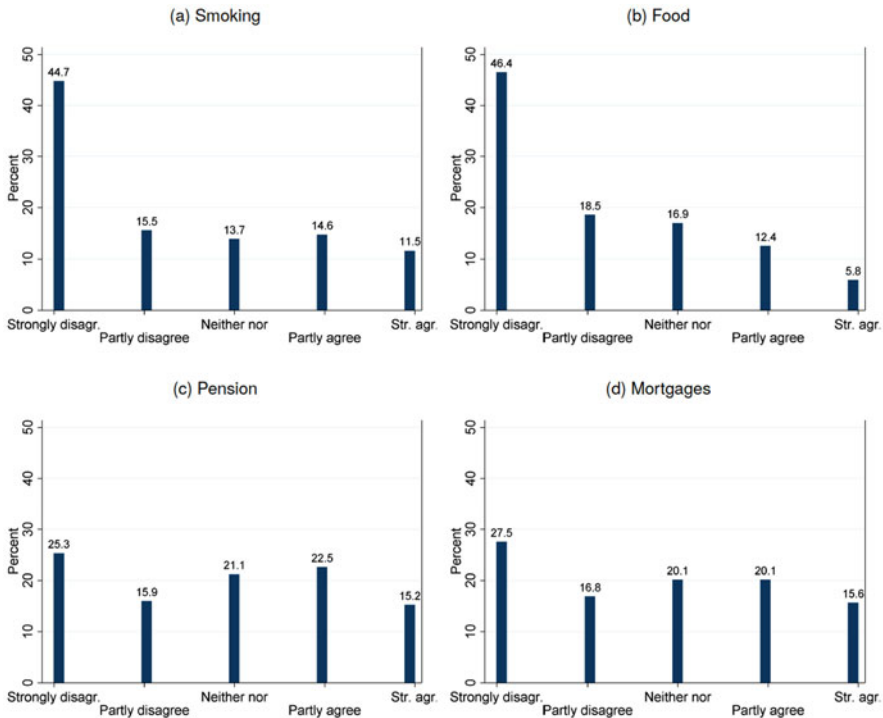 (a) Smoking
50
40
30
20
10
0
Percent
44.7
15.5
13.7
14.6
11.5
Strongly disagr.
Partly disagree
Neither nor
Partly agree
Str. agr.
(b) Food
50
40
30
20
10
0
Percent
46.4
18.5
16.9
12.4
5.8
Strongly disagr.
Partly disagree
Neither nor
Partly agree
Str. agr.
(c) Pension
50
40
30
20
10
0
Percent
25.3
15.9
21.1
22.5
15.2
Strongly disagr.
Partly disagree
Neither nor
Partly agree
Str. agr.
(d) Mortgages
50
40
30
20
10
0
Percent
27.5
16.8
20.1
20.1
15.6
Strongly disagr.
Partly disagree
Neither nor
Partly agree
Str. agr.